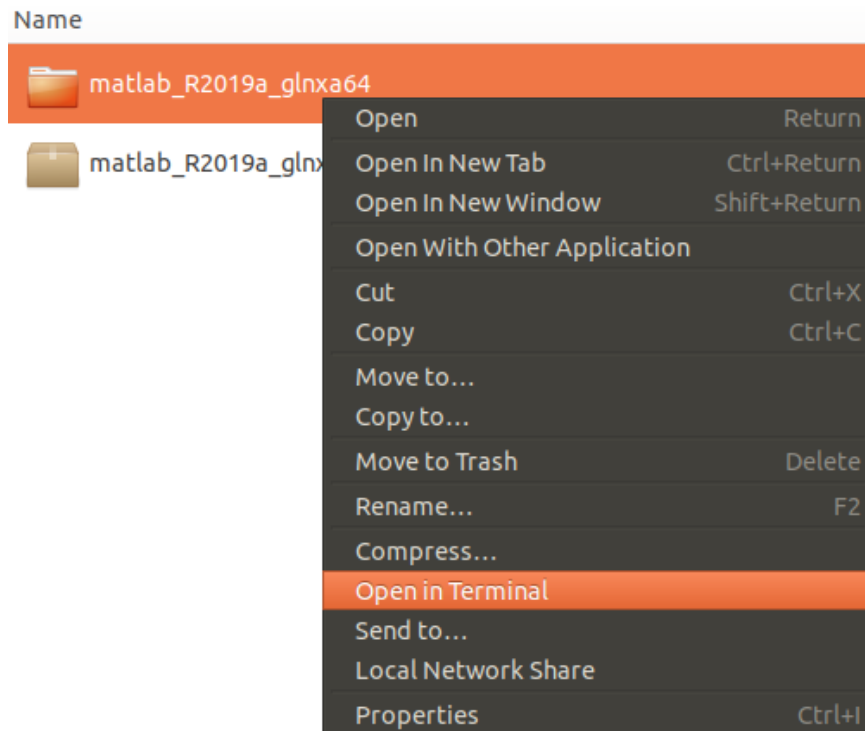 Name
matlab_R2019a_glnxa64
Open Return
matlab_R2019a_glnx
Open In New Tab Ctrl+Return
Open In New Window Shift+Return
Open With Other Application
Cut Ctrl+X
Copy Ctrl+C
Move to…
Copy to…
Move to Trash Delete
Rename… F2
Compress…
Open in Terminal
Send to…
Local Network Share
Properties Ctrl+I